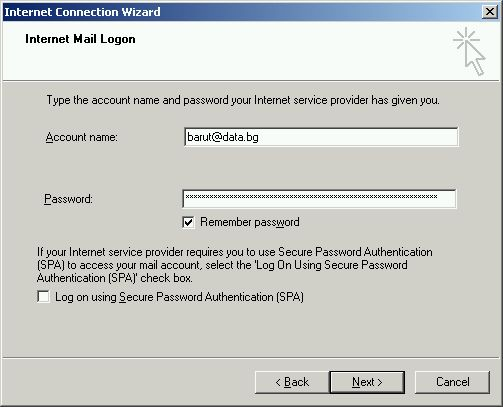 Internet Connection Wizard
Internet Mail Logon
Type the account name and password your Internet service provider has given you.
Account name:
barut@data.bg
Password:
Remember password
If your Internet service provider requires you to use Secure Password Authentication
(SPA) to access your mail account, select the 'Log On Using Secure Password
Authentication (SPA)' check box.
Log on using Secure Password Authentication (SPA)
< Back
Next >
Cancel